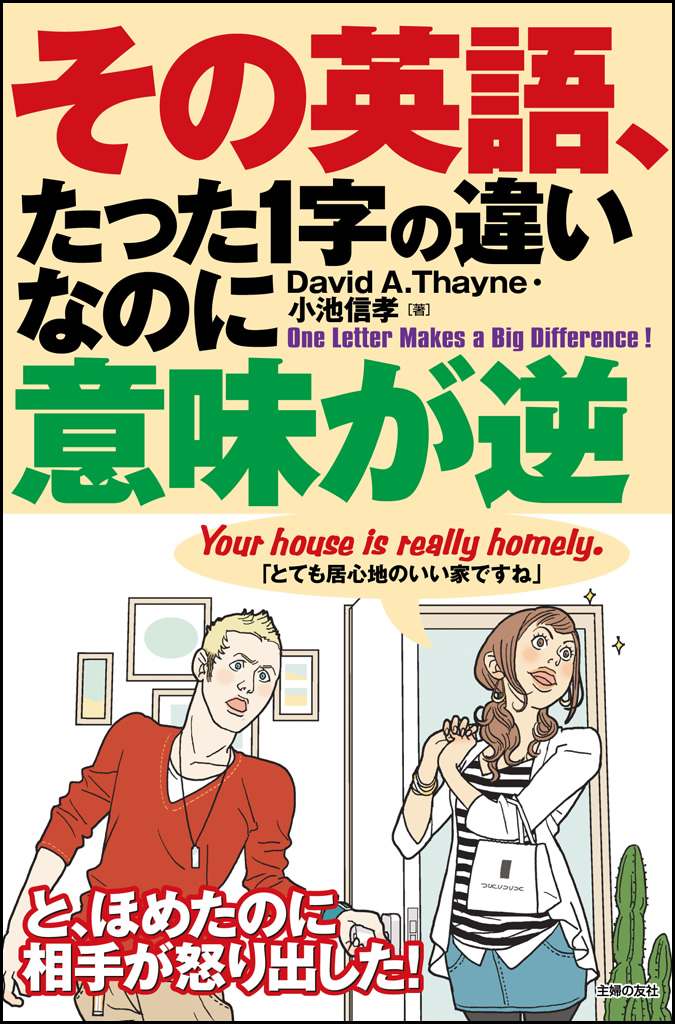 その英語、
たった1字の違い
なのに
David A.Thayne・
小池信孝［著］
One Letter Makes a Big Difference!
意味が逆
Your house is really homely.
「とても居心地のいい家ですね」
と、ほめたのに
相手が怒り出した!
主婦の友社